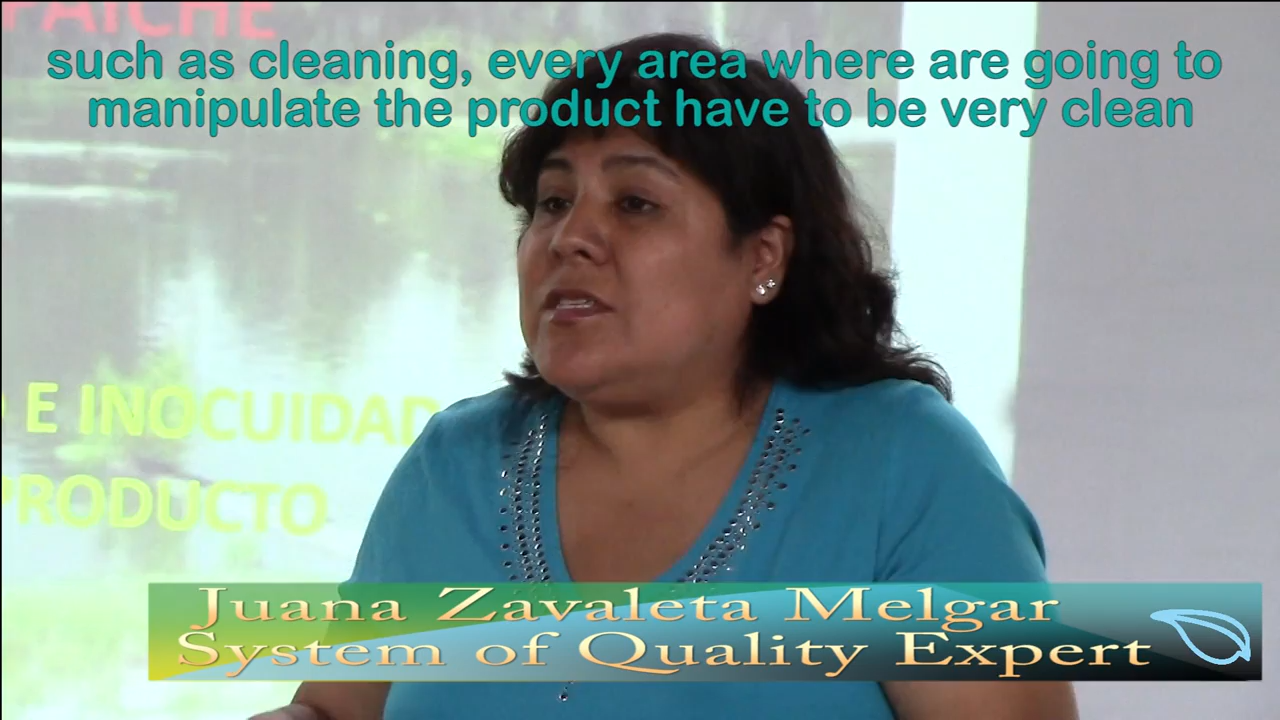 PAICHE
such as cleaning, every area where are going to
manipulate the product have to be very clean
E INOCUIDAD
PRODUCTO
Juana Zavaleta Melgar
System of Quality Expert